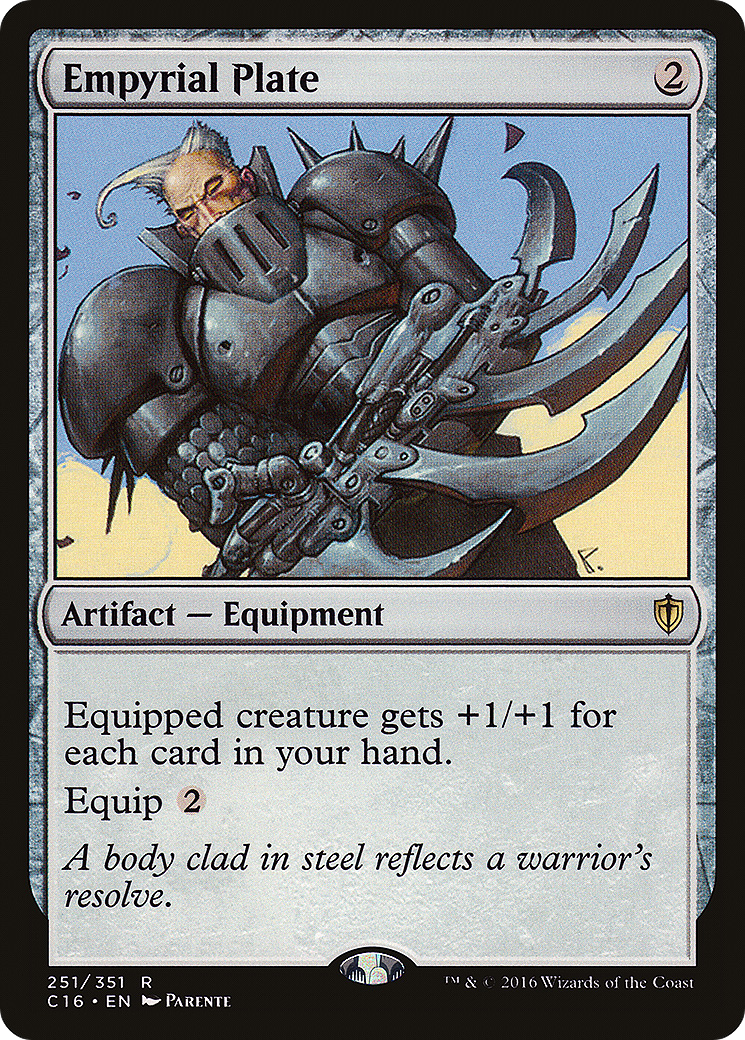 Empyrial Plate 2
Artifact — Equipment
Equipped creature gets +1/+1 for
each card in your hand.
Equip 2
A body clad in steel reflects a warrior's
resolve.
251/351 R
C16 • EN Parente
™ & © 2016 Wizards of the Coast